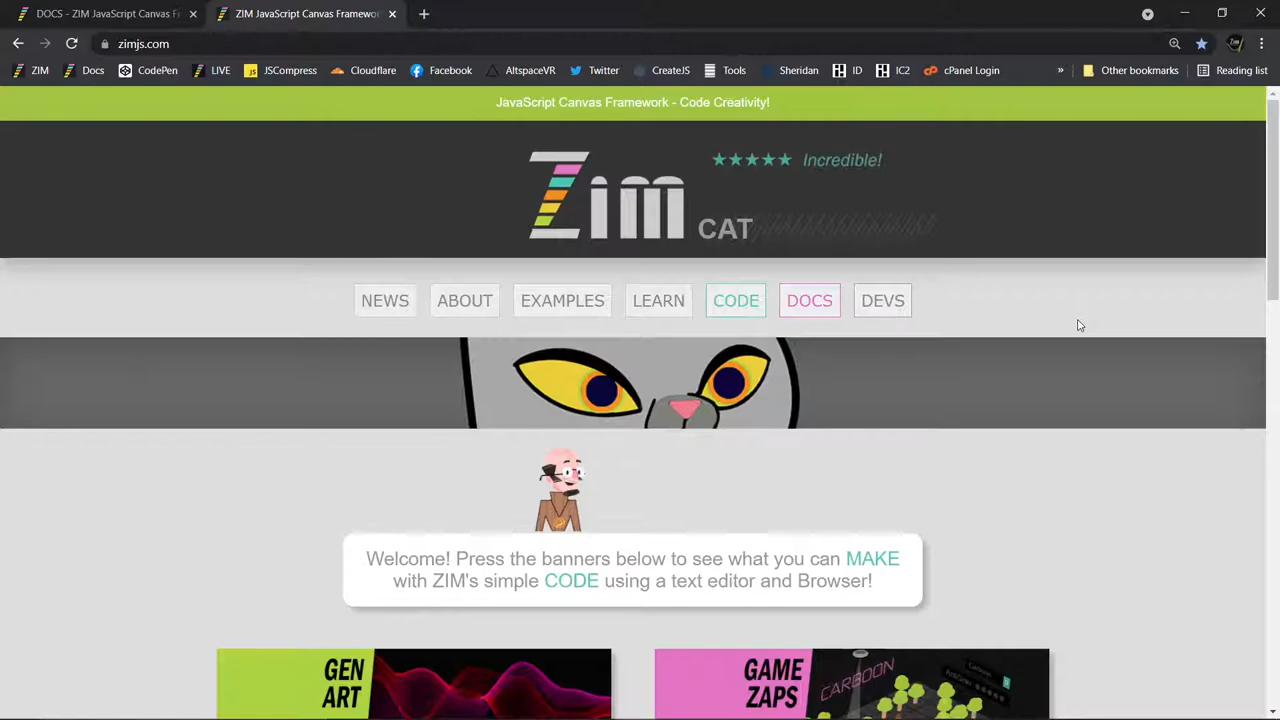 DOCS - ZIM JavaScript Canvas F
ZIM JavaScript Canvas Framewo
zimjs.com
ZIM Docs CodePen LIVE JSCompress Cloudflare Facebook AltspaceVR Twitter CreateJS Tools Sheridan ID IC2 cPanel Login » Other bookmarks Reading list
JavaScript Canvas Framework - Code Creativity!
★★★★★ Incredible!
Zim CAT
NEWS ABOUT EXAMPLES LEARN CODE DOCS DEVS
Welcome! Press the banners below to see what you can MAKE
with ZIM's simple CODE using a text editor and Browser!
GEN
ART
GAME
ZAPS
CARBOON